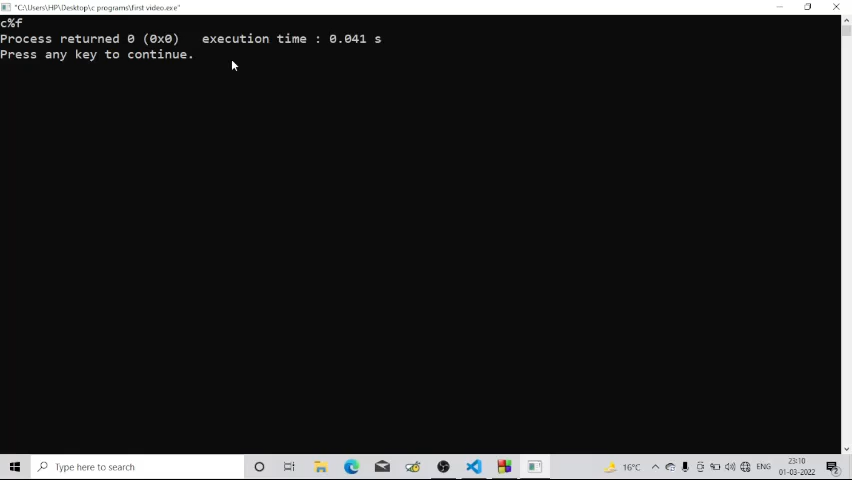 "C:\Users\HP\Desktop\c programs\first video.exe"
c%f
Process returned 0 (0x0)   execution time : 0.041 s
Press any key to continue.
Type here to search
16°C
ENG
23:10
01-03-2022
2